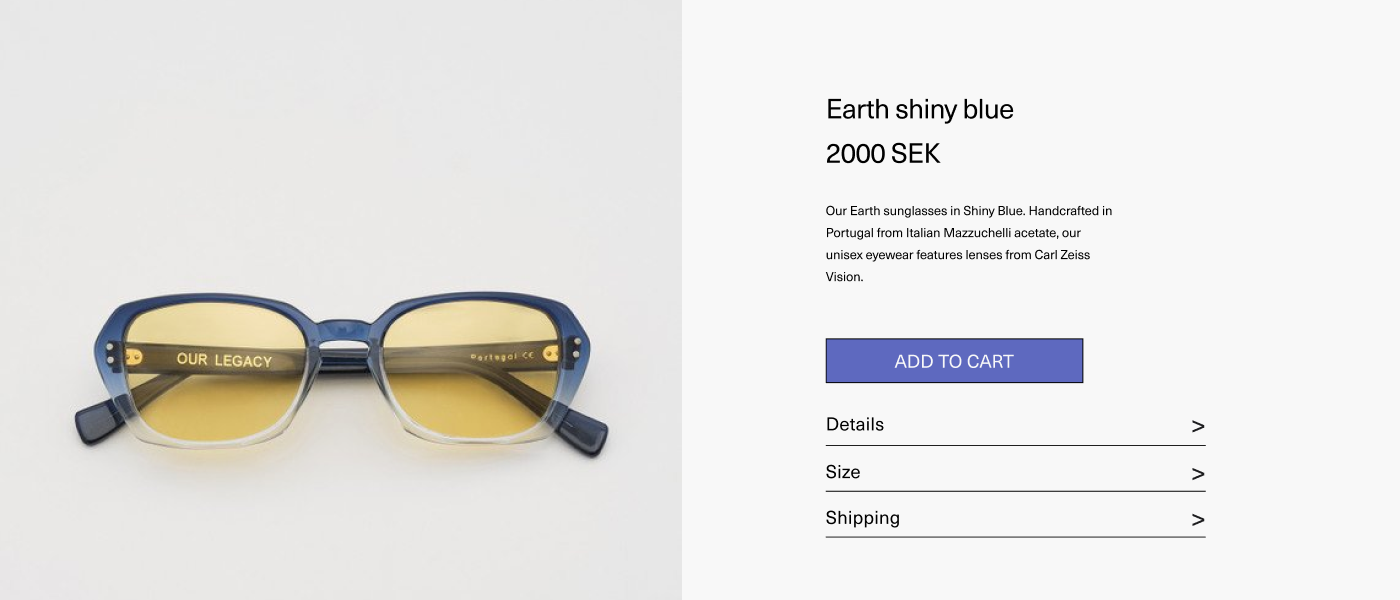 OUR LEGACY
Portugal CE
Earth shiny blue
2000 SEK
Our Earth sunglasses in Shiny Blue. Handcrafted in
Portugal from Italian Mazzuchelli acetate, our
unisex eyewear features lenses from Carl Zeiss
Vision.
ADD TO CART
Details >
Size >
Shipping >